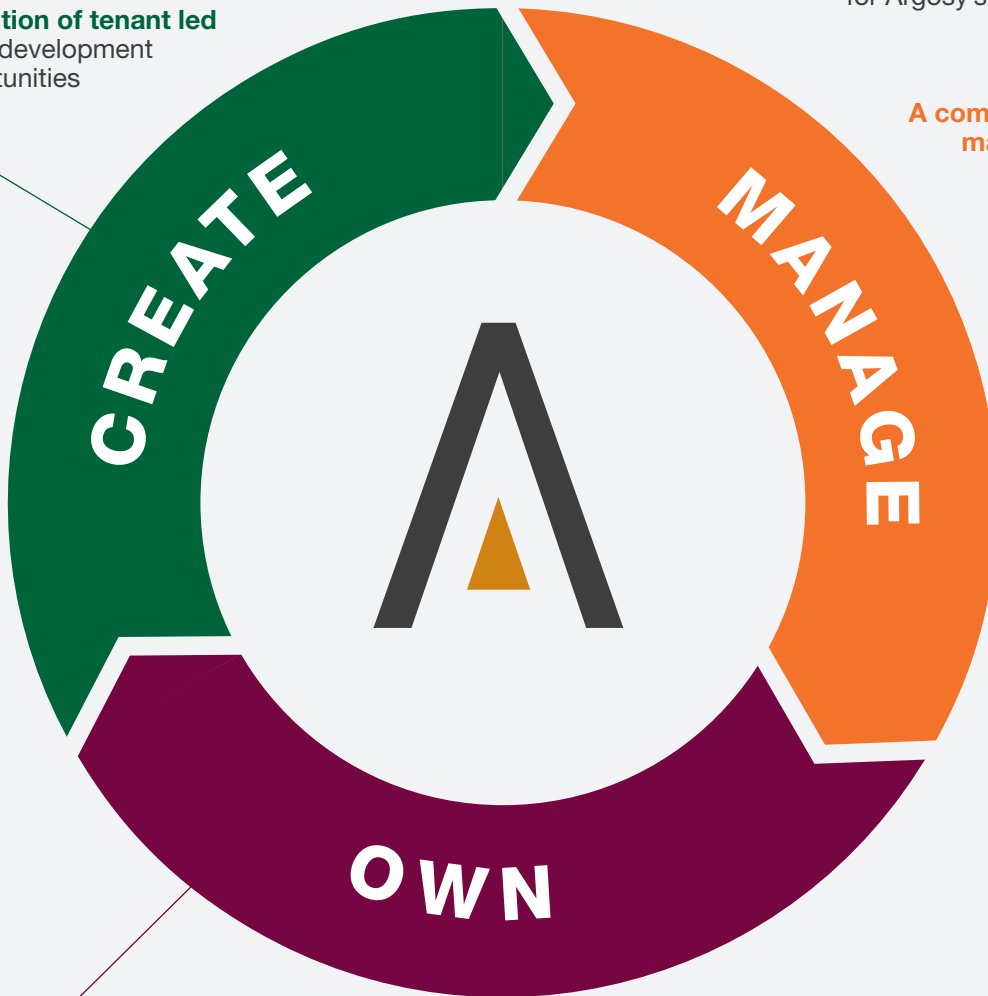 tion of tenant led
development
tunities
for Argosy's
A com
ma
CREATE
MANAGE
OWN